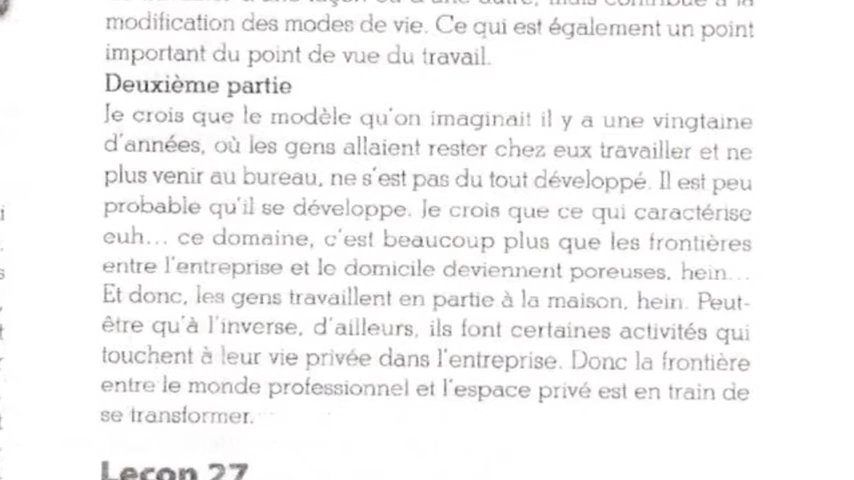 modification des modes de vie. Ce qui est également un point
important du point de vue du travail.
Deuxième partie
Je crois que le modèle qu'on imaginait il y a une vingtaine
d'années, où les gens allaient rester chez eux travailler et ne
plus venir au bureau, ne s'est pas du tout développé. Il est peu
probable qu'il se développe. Je crois que ce qui caractérise
euh... ce domaine, c'est beaucoup plus que les frontières
entre l'entreprise et le domicile deviennent poreuses, hein...
Et donc, les gens travaillent en partie à la maison, hein. Peut-
être qu'à l'inverse, d'ailleurs, ils font certaines activités qui
touchent à leur vie privée dans l'entreprise. Donc la frontière
entre le monde professionnel et l'espace privé est en train de
se transformer.
Leçon 27